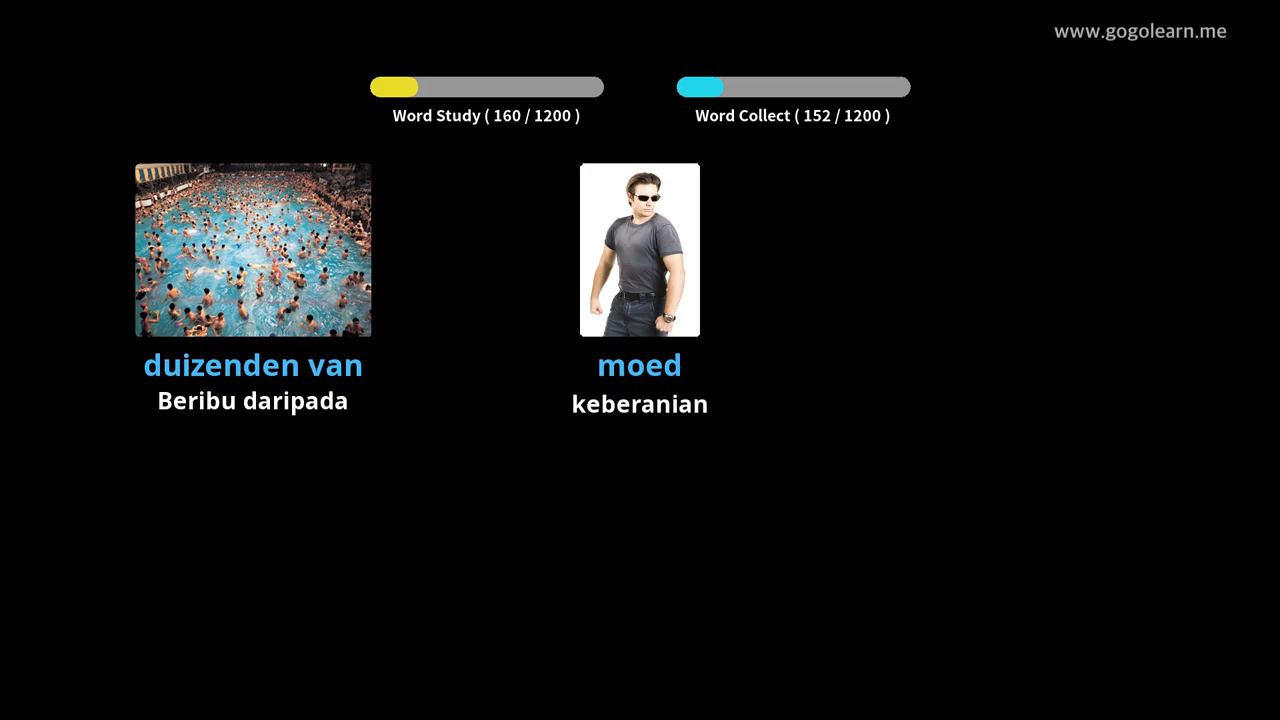 www.gogolearn.me
Word Study ( 160 / 1200 )
Word Collect ( 152 / 1200 )
duizenden van
Beribu daripada
moed
keberanian